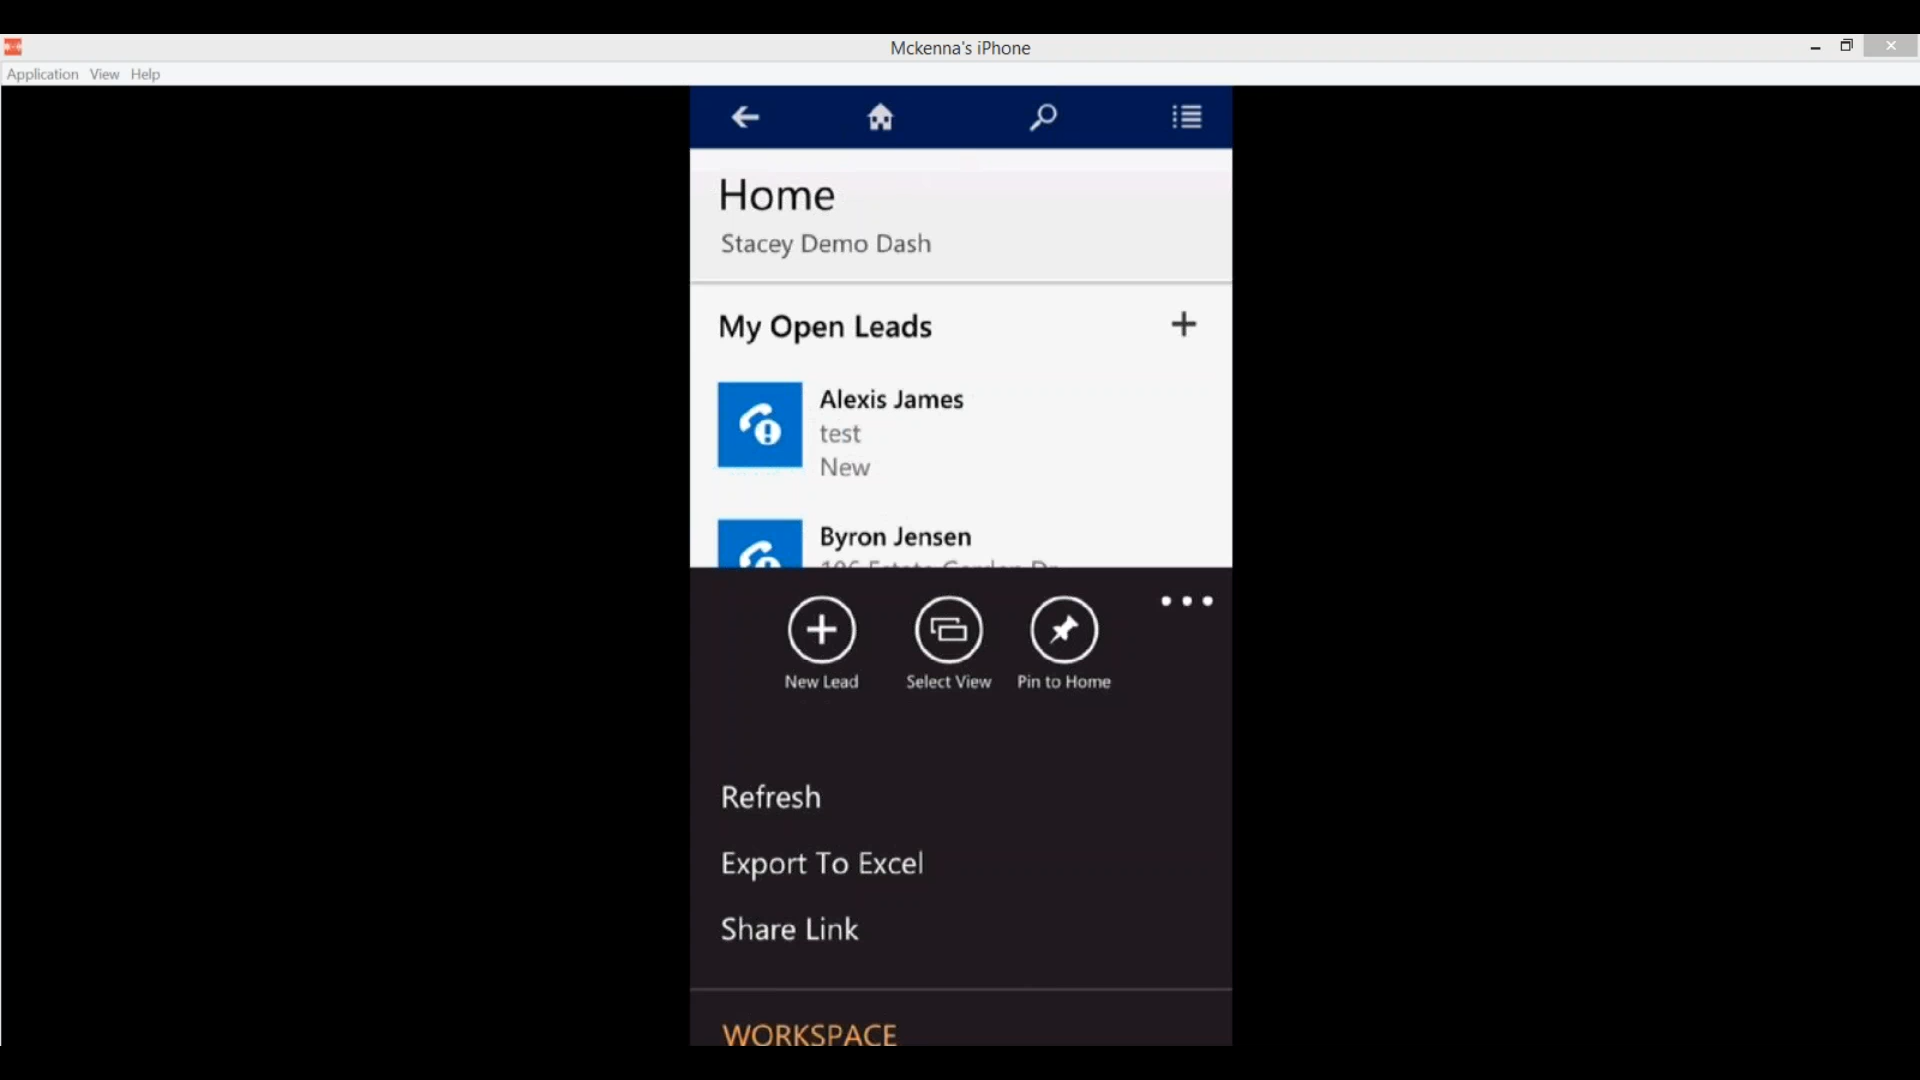 Mckenna's iPhone
Application View Help
Home
Stacey Demo Dash
My Open Leads
Alexis James
test
New
Byron Jensen
New Lead
Select View
Pin to Home
Refresh
Export To Excel
Share Link
WORKSPACE